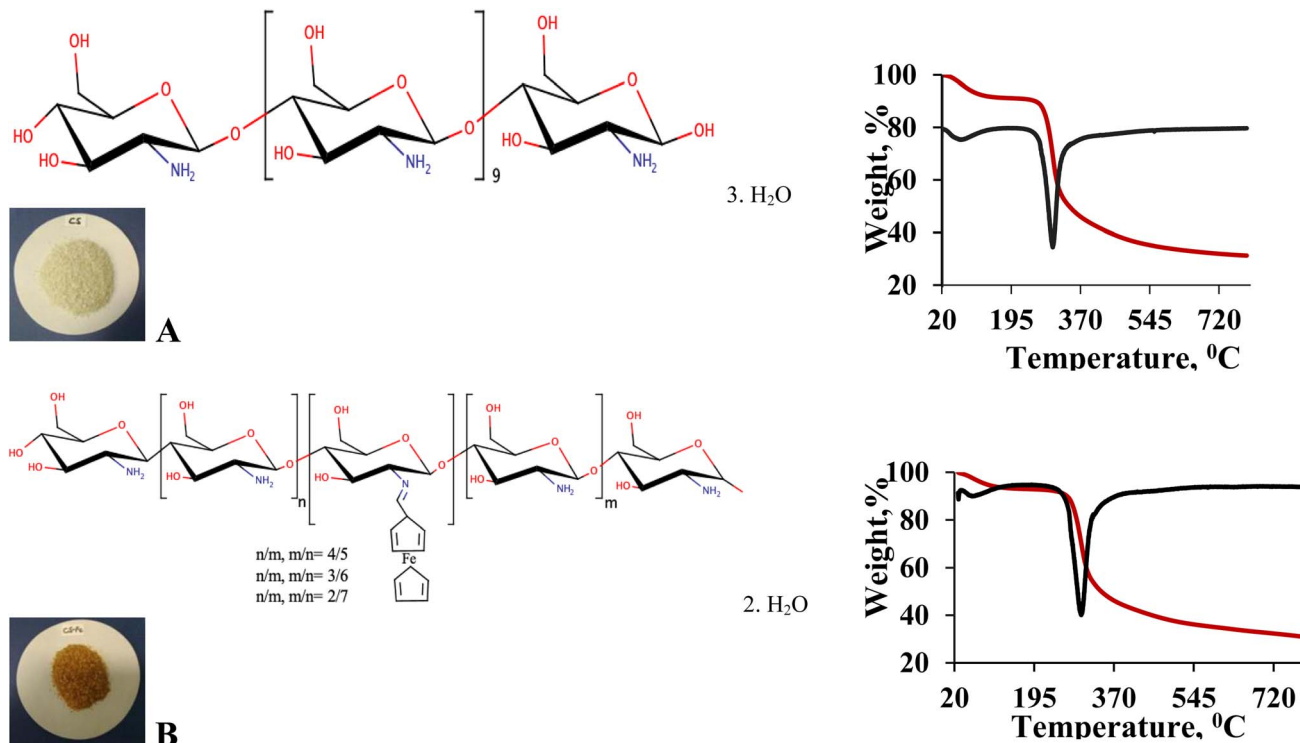 OH
OH
OH
HO
HO
NH2
O
O
HO
NH2
O
O
9
HO
NH2
O
OH
3. H2O
CS
A
Weight, %
100
80
60
40
20
20 195 370 545 720
Temperature, 0C
OH
OH
OH
OH
OH
HO
HO
NH2
O
HO
NH2
O
O
n
HO
N
O
O
HO
NH2
O
O
m
HO
NH2
O
Fe
n/m, m/n= 4/5
n/m, m/n= 3/6
n/m, m/n= 2/7
2. H2O
CS-Fc
B
Weight,%
100
80
60
40
20
20 195 370 545 720
Temperature, 0C